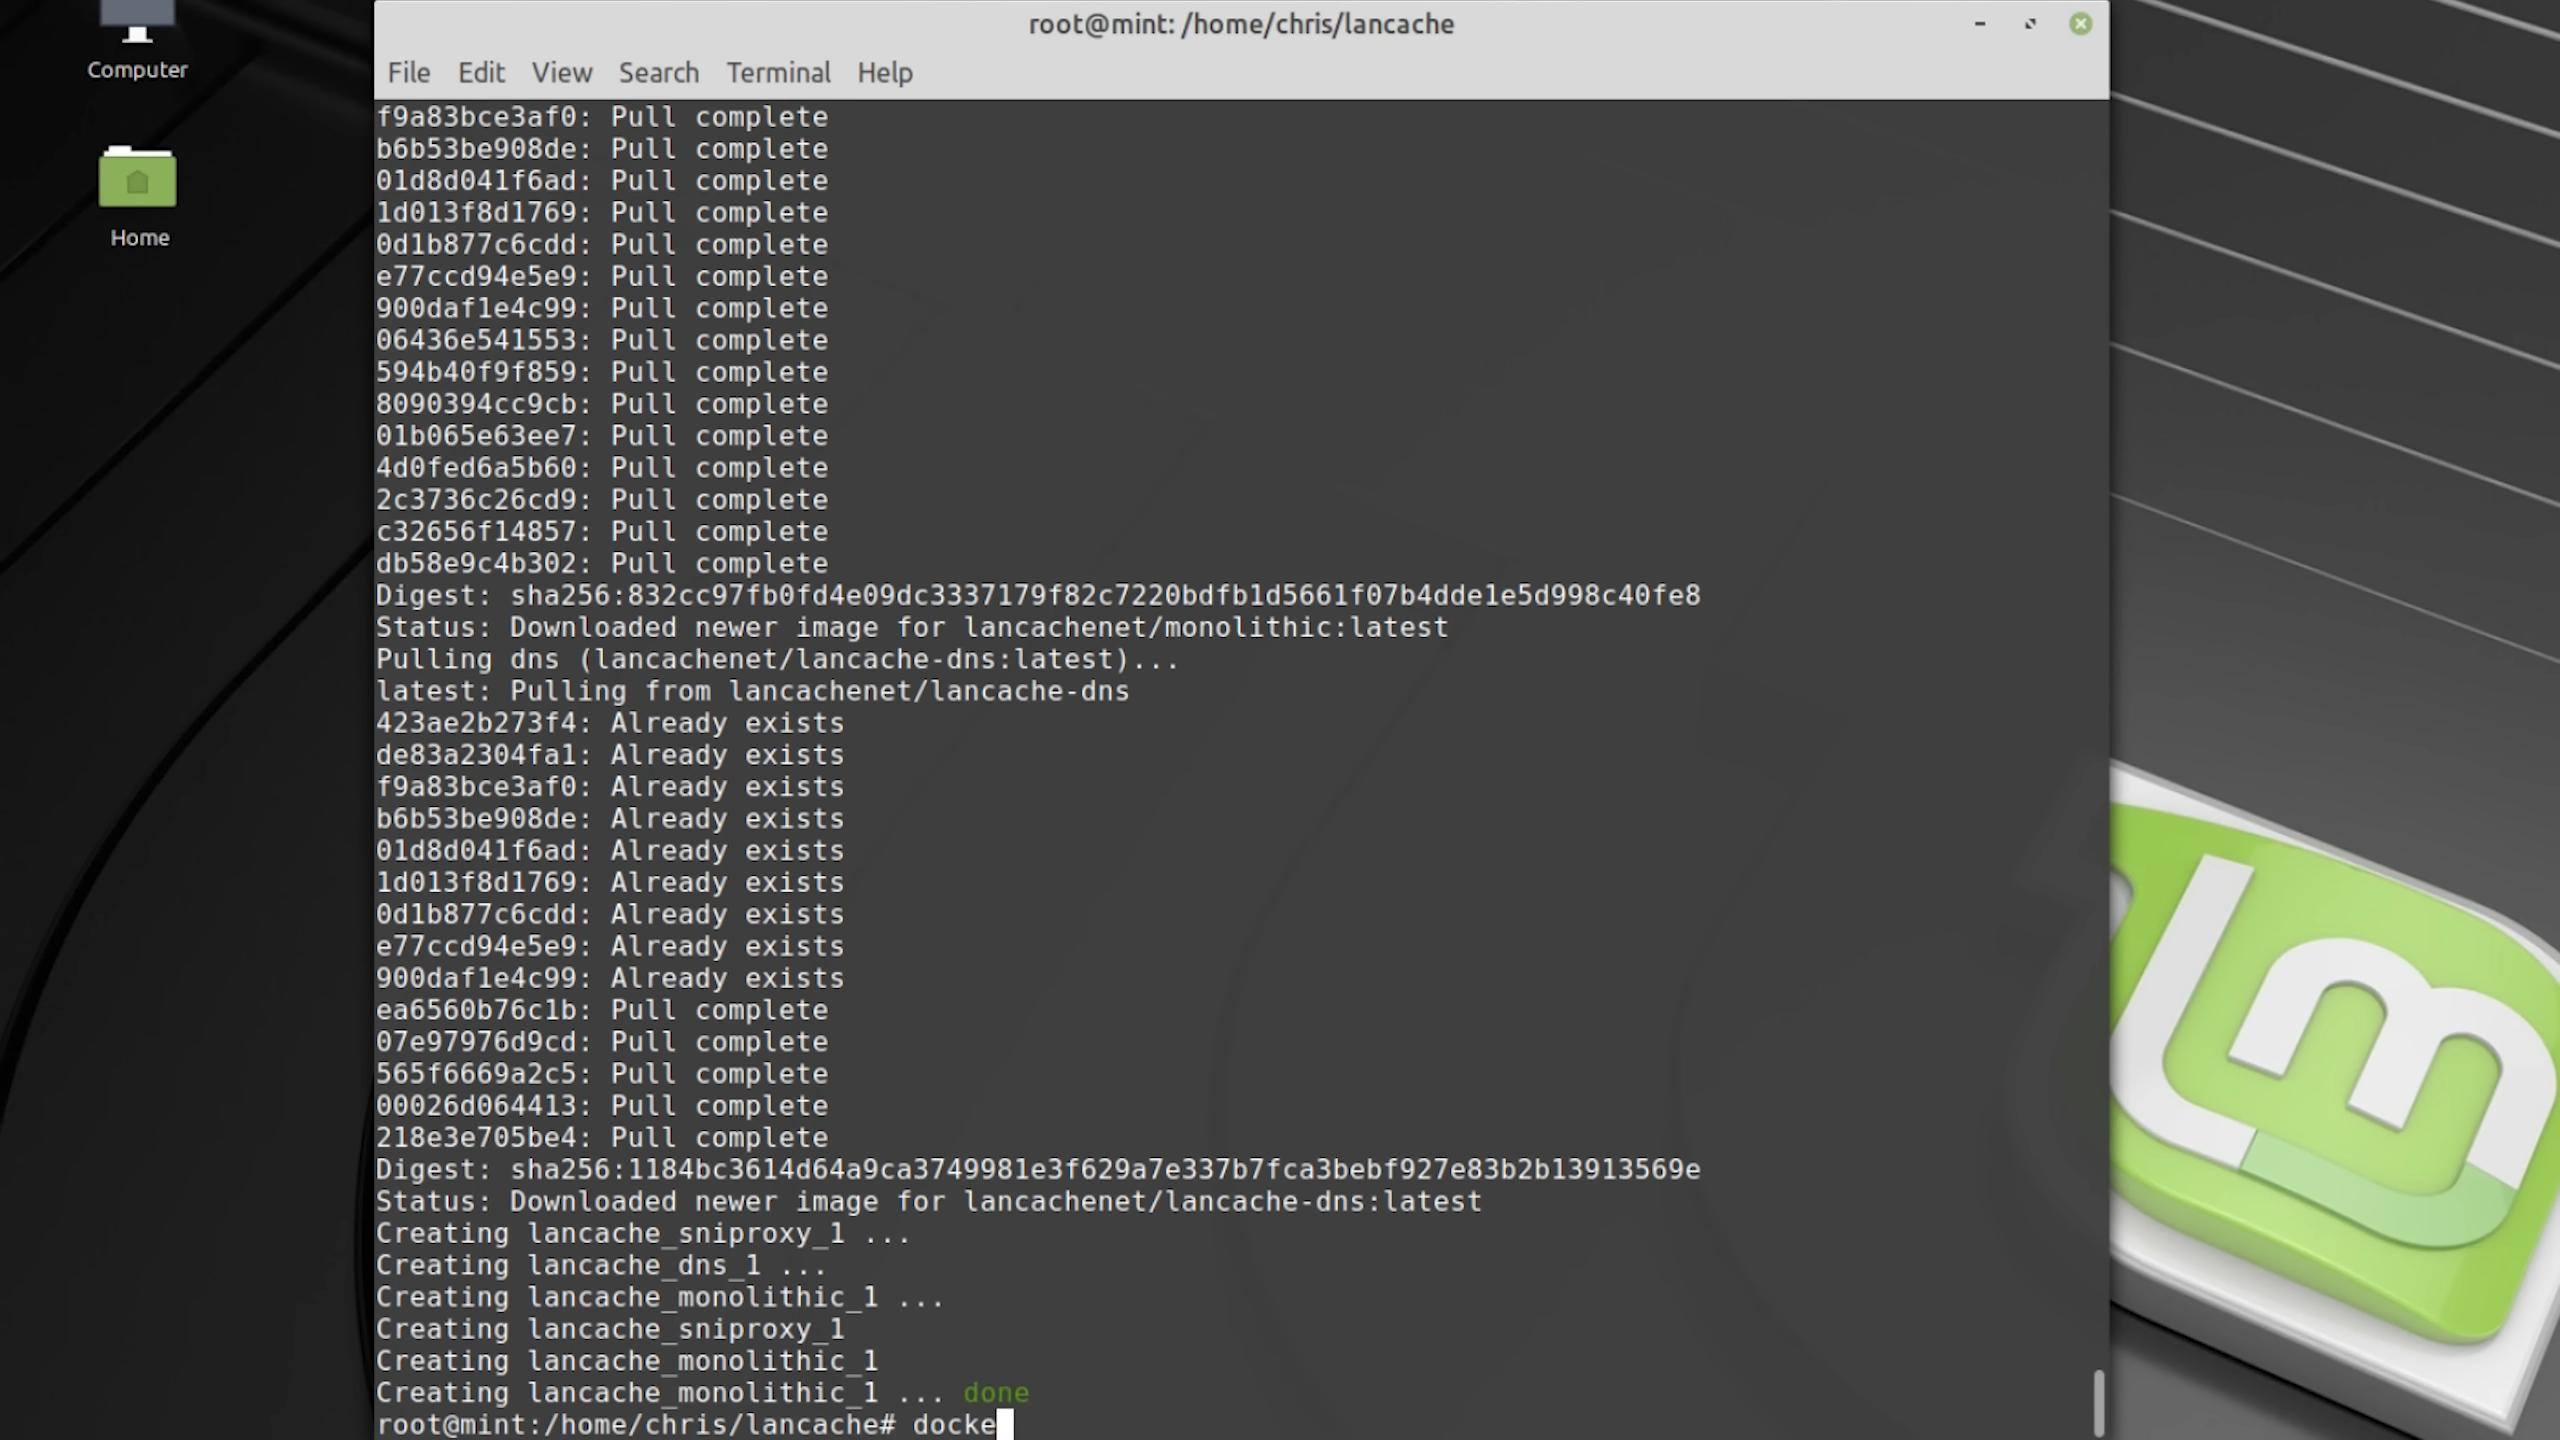 Computer
Home
root@mint: /home/chris/lancache
File Edit View Search Terminal Help
f9a83bce3af0: Pull complete
b6b53be908de: Pull complete
01d8d041f6ad: Pull complete
1d013f8d1769: Pull complete
0d1b877c6cdd: Pull complete
e77ccd94e5e9: Pull complete
900daf1e4c99: Pull complete
06436e541553: Pull complete
594b40f9f859: Pull complete
8090394cc9cb: Pull complete
01b065e63ee7: Pull complete
4d0fed6a5b60: Pull complete
2c3736c26cd9: Pull complete
c32656f14857: Pull complete
db58e9c4b302: Pull complete
Digest: sha256:832cc97fb0fd4e09dc3337179f82c7220bdfb1d5661f07b4dde1e5d998c40fe8
Status: Downloaded newer image for lancachenet/monolithic:latest
Pulling dns (lancachenet/lancache-dns:latest)...
latest: Pulling from lancachenet/lancache-dns
423ae2b273f4: Already exists
de83a2304fa1: Already exists
f9a83bce3af0: Already exists
b6b53be908de: Already exists
01d8d041f6ad: Already exists
1d013f8d1769: Already exists
0d1b877c6cdd: Already exists
e77ccd94e5e9: Already exists
900daf1e4c99: Already exists
ea6560b76c1b: Pull complete
07e97976d9cd: Pull complete
565f6669a2c5: Pull complete
00026d064413: Pull complete
218e3e705be4: Pull complete
Digest: sha256:1184bc3614d64a9ca3749981e3f629a7e337b7fca3bebf927e83b2b13913569e
Status: Downloaded newer image for lancachenet/lancache-dns:latest
Creating lancache_sniproxy_1 ...
Creating lancache_dns_1 ...
Creating lancache_monolithic_1 ...
Creating lancache_sniproxy_1
Creating lancache_monolithic_1
Creating lancache_monolithic_1 ... done
root@mint:/home/chris/lancache# docke